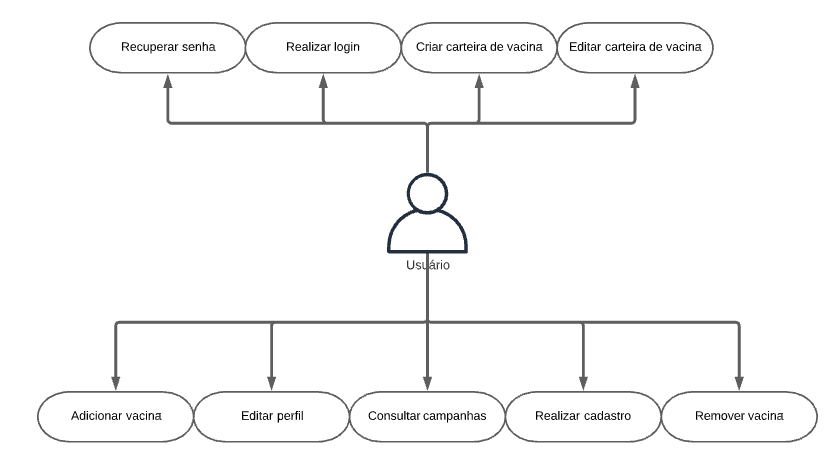 Recuperar senha
Realizar login
Criar carteira de vacina
Editar carteira de vacina
Usuário
Adicionar vacina
Editar perfil
Consultar campanhas
Realizar cadastro
Remover vacina